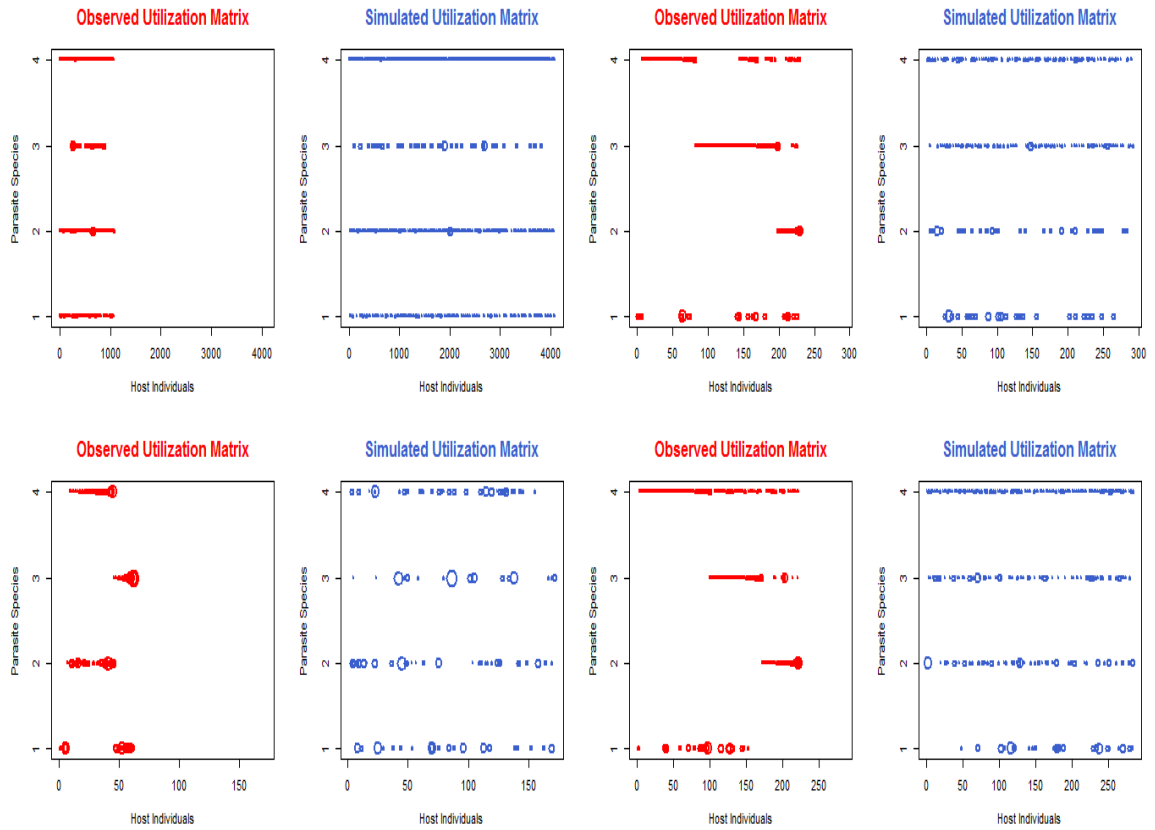 Observed Utilization Matrix
Simulated Utilization Matrix
Observed Utilization Matrix
Simulated Utilization Matrix
Parasite Species
4
3
2
1
0 1000 2000 3000 4000
Host Individuals
Parasite Species
4
3
2
1
0 1000 2000 3000 4000
Host Individuals
Parasite Species
4
3
2
1
0 50 100 150 200 250 300
Host Individuals
Parasite Species
4
3
2
1
0 50 100 150 200 250 300
Host Individuals
Observed Utilization Matrix
Simulated Utilization Matrix
Observed Utilization Matrix
Simulated Utilization Matrix
Parasite Species
4
3
2
1
0 50 100 150
Host Individuals
Parasite Species
4
3
2
1
0 50 100 150
Host Individuals
Parasite Species
4
3
2
1
0 50 100 150 200 250
Host Individuals
Parasite Species
4
3
2
1
0 50 100 150 200 250
Host Individuals